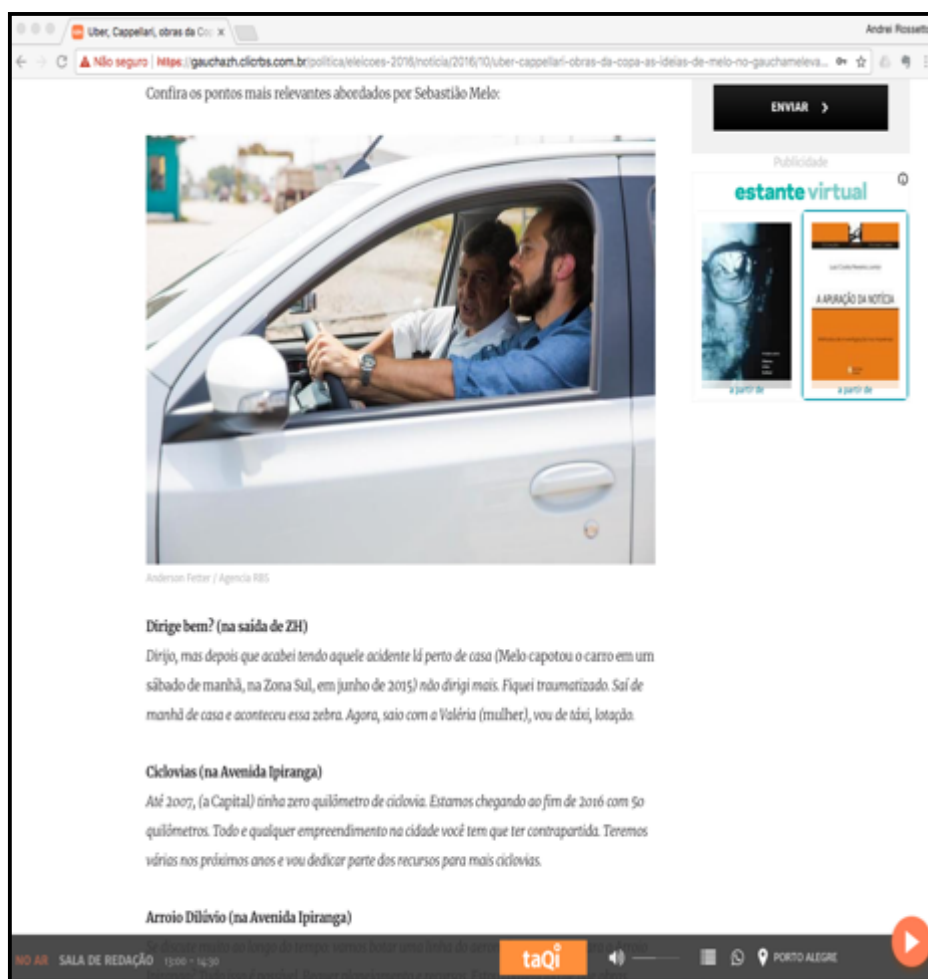 Uber, Cappellari, obras da Co
Andrei Rossetto
Não seguro | https://gauchazh.clicrbs.com.br/politica/eleicoes-2016/noticia/2016/10/uber-cappellari-obras-da-copa-as-ideias-de-melo-no-gauchameleva...
Confira os pontos mais relevantes abordados por Sebastião Melo:
ENVIAR
Publicidade
estante virtual
A APURAÇÃO DA NOTÍCIA
a partir de
a partir de
Anderson Fetter / Agencia RBS
Dirige bem? (na saída de ZH)
Dirijo, mas depois que acabei tendo aquele acidente lá perto de casa (Melo capotou o carro em um
sábado de manhã, na Zona Sul, em junho de 2015) não dirigi mais. Fiquei traumatizado. Saí de
manhã de casa e aconteceu essa zebra. Agora, saio com a Valéria (mulher), vou de táxi, lotação.
Ciclovias (na Avenida Ipiranga)
Até 2007, (a Capital) tinha zero quilômetro de ciclovia. Estamos chegando ao fim de 2016 com 50
quilômetros. Todo e qualquer empreendimento na cidade você tem que ter contrapartida. Teremos
várias nos próximos anos e vou dedicar parte dos recursos para mais ciclovias.
Arroio Dilúvio (na Avenida Ipiranga)
NO AR SALA DE REDAÇÃO 13:00 - 14:30
taQi
PORTO ALEGRE